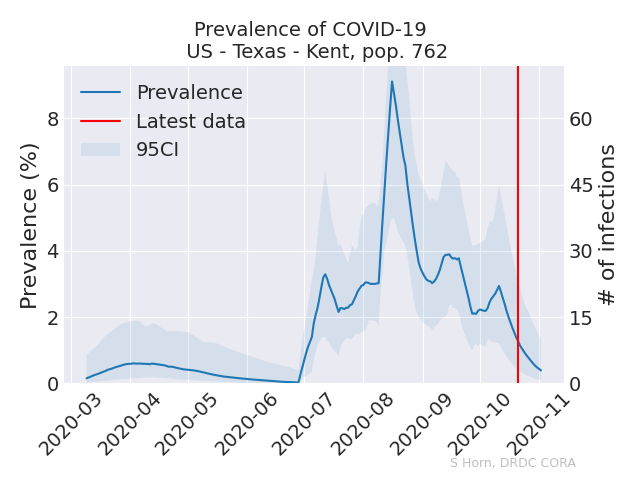 Prevalence of COVID-19
US - Texas - Kent, pop. 762
Prevalence
Latest data
95CI
Prevalence (%)
0
2
4
6
8
# of infections
0
15
30
45
60
2020-03
2020-04
2020-05
2020-06
2020-07
2020-08
2020-09
2020-10
2020-11
S Horn, DRDC CORA